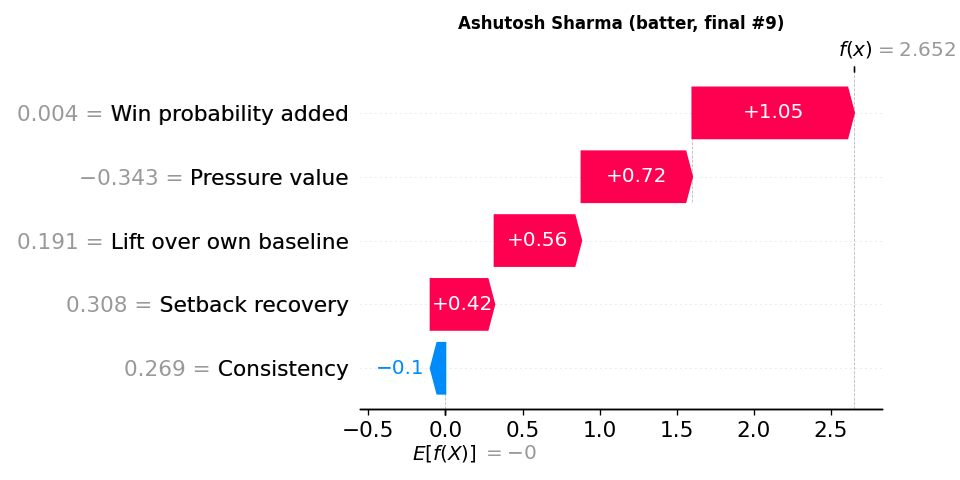 Ashutosh Sharma (batter, final #9)
f(x) = 2.652
0.004 = Win probability added
+1.05
−0.343 = Pressure value
+0.72
0.191 = Lift over own baseline
+0.56
0.308 = Setback recovery
+0.42
0.269 = Consistency
−0.1
−0.5 0.0 0.5 1.0 1.5 2.0 2.5
E[f(X)] = −0